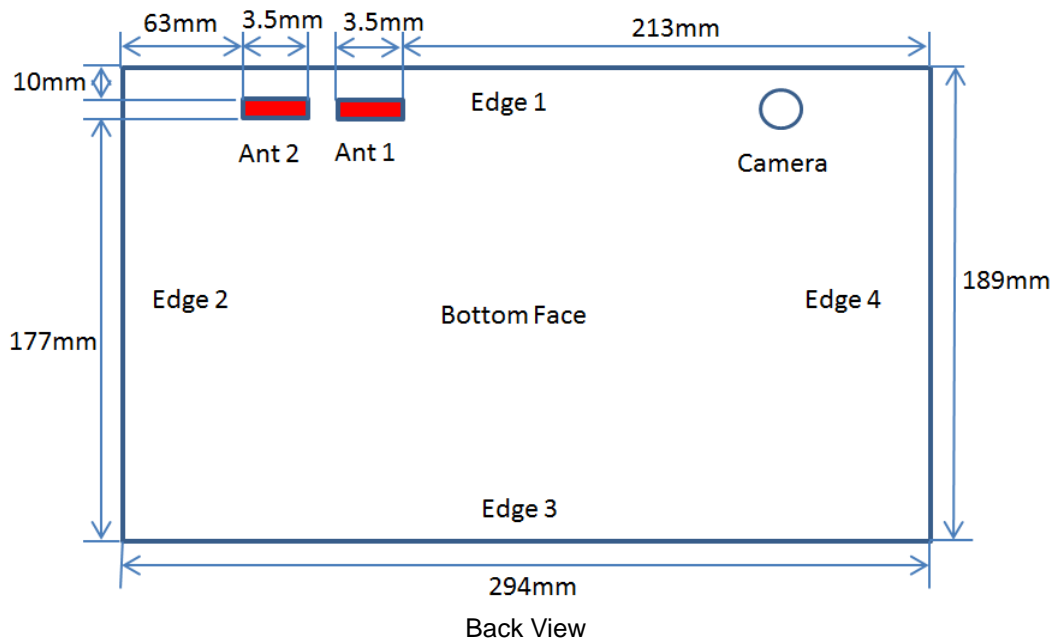 63mm
3.5mm
3.5mm
213mm
10mm
Edge 1
Ant 2
Ant 1
Camera
Edge 2
Bottom Face
Edge 4
189mm
177mm
Edge 3
294mm
Back View